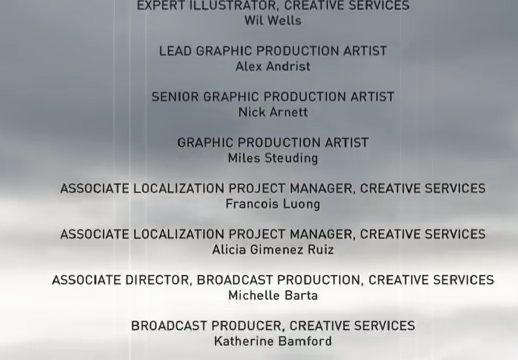 EXPERT ILLUSTRATOR, CREATIVE SERVICES
Wil Wells
LEAD GRAPHIC PRODUCTION ARTIST
Alex Andrist
SENIOR GRAPHIC PRODUCTION ARTIST
Nick Arnett
GRAPHIC PRODUCTION ARTIST
Miles Steuding
ASSOCIATE LOCALIZATION PROJECT MANAGER, CREATIVE SERVICES
Francois Luong
ASSOCIATE LOCALIZATION PROJECT MANAGER, CREATIVE SERVICES
Alicia Gimenez Ruiz
ASSOCIATE DIRECTOR, BROADCAST PRODUCTION, CREATIVE SERVICES
Michelle Barta
BROADCAST PRODUCER, CREATIVE SERVICES
Katherine Bamford